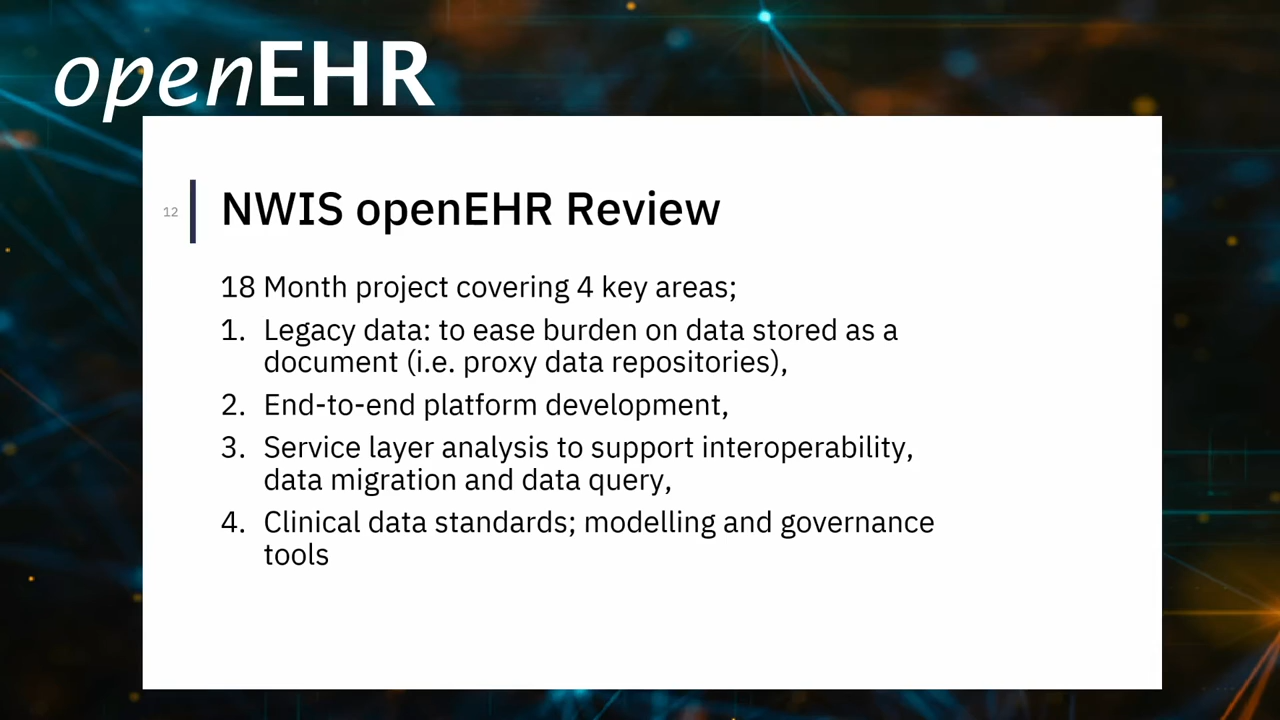 openEHR
12
NWIS openEHR Review
18 Month project covering 4 key areas;
1. Legacy data: to ease burden on data stored as a
document (i.e. proxy data repositories),
2. End-to-end platform development,
3. Service layer analysis to support interoperability,
data migration and data query,
4. Clinical data standards; modelling and governance
tools